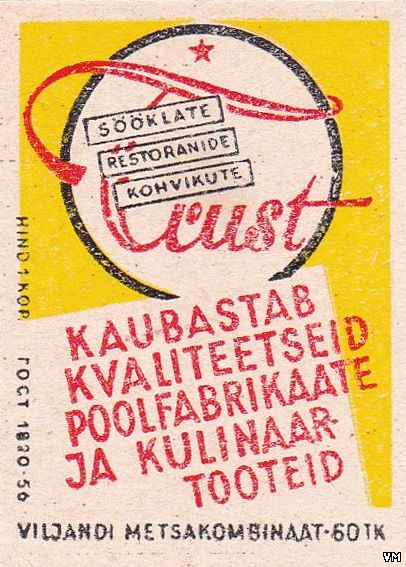 SÖÖKLATE
RESTORANIDE
KOHVIKUTE
Trust
KAUBASTAB
KVALITEETSEID
POOLFABRIKAATE
JA KULINAAR-
TOOTEID
HIND 1 KOP. ГОСТ 1820-56
VILJANDI METSAKOMBINAAT-60TK
VM